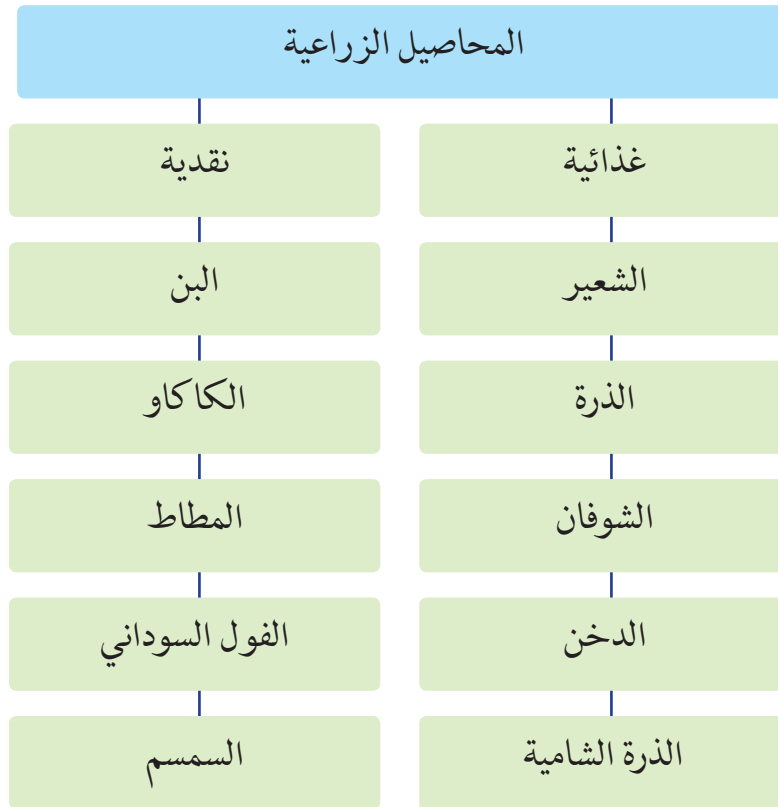 المحاصيل الزراعية
غذائية
نقدية
الشعير
البن
الذرة
الكاكاو
الشوفان
المطاط
الدخن
الفول السوداني
الذرة الشامية
السمسم